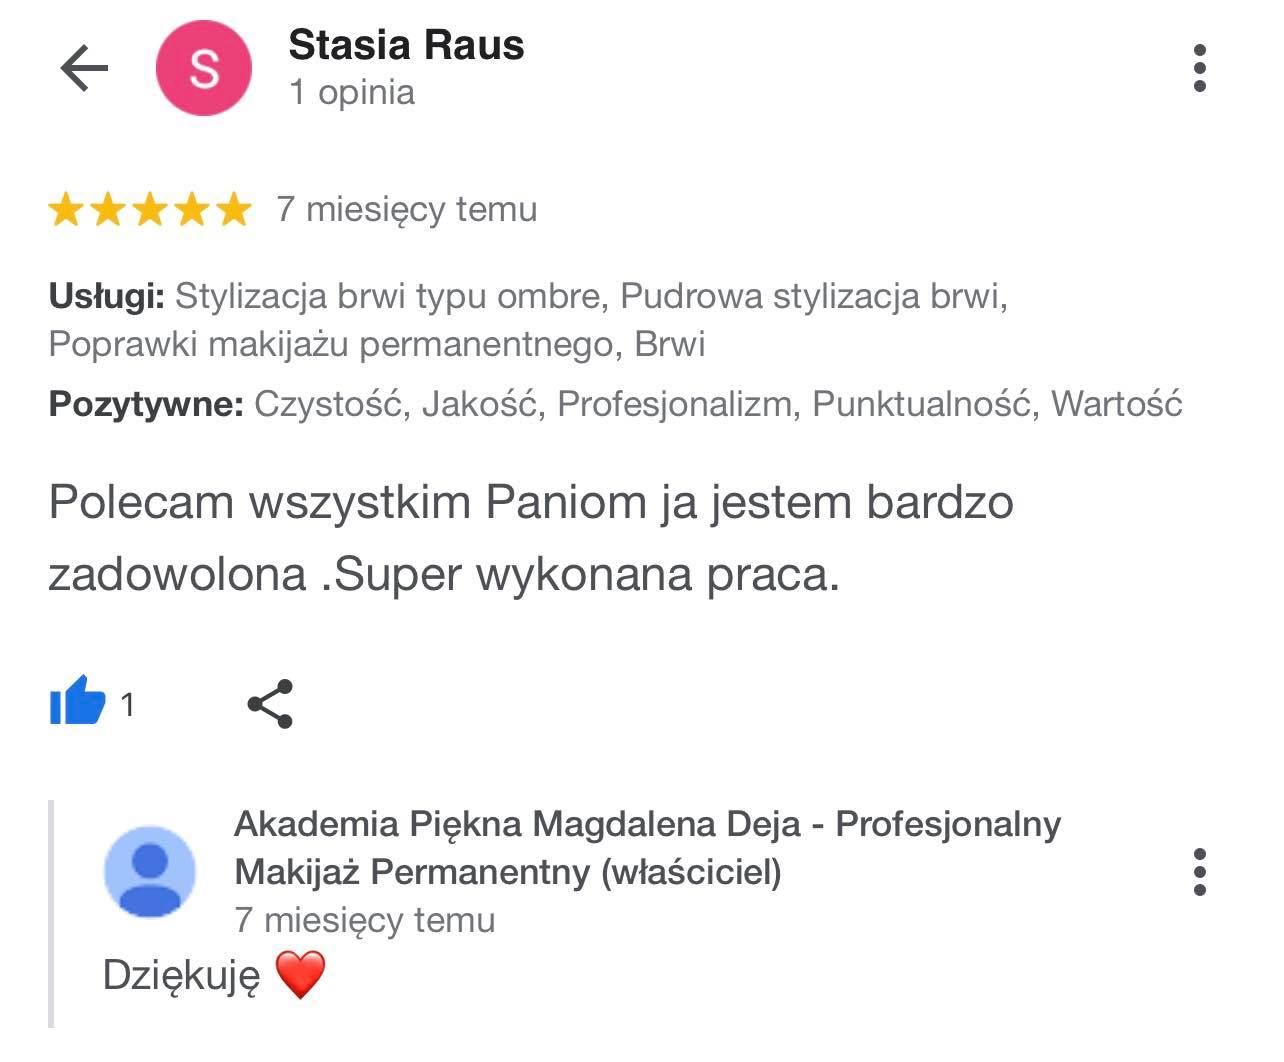 S
Stasia Raus
1 opinia
7 miesięcy temu
Usługi: Stylizacja brwi typu ombre, Pudrowa stylizacja brwi,
Poprawki makijażu permanentnego, Brwi
Pozytywne: Czystość, Jakość, Profesjonalizm, Punktualność, Wartość
Polecam wszystkim Paniom ja jestem bardzo
zadowolona .Super wykonana praca.
1
Akademia Piękna Magdalena Deja - Profesjonalny
Makijaż Permanentny (właściciel)
7 miesięcy temu
Dziękuję ❤️